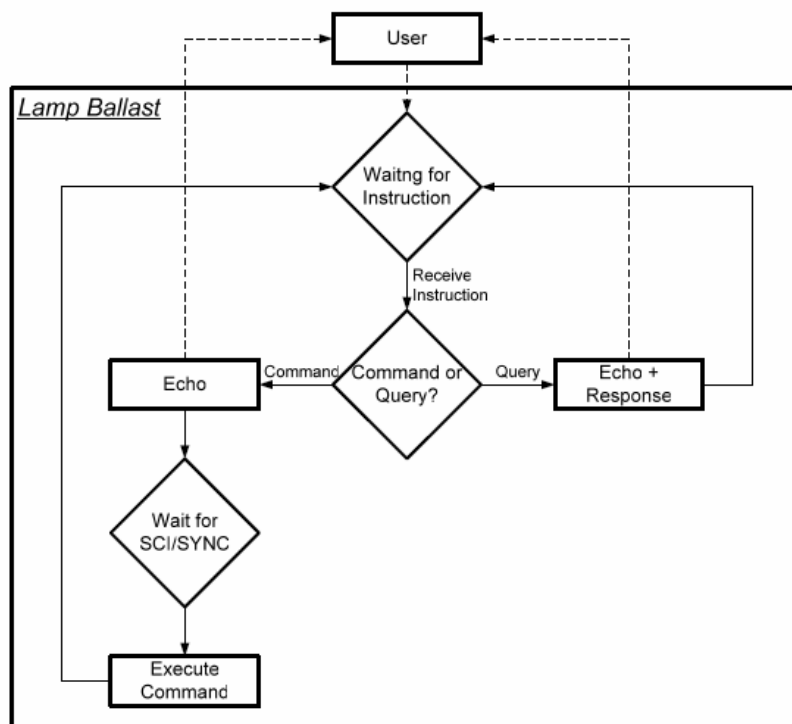 User
Lamp Ballast
Waitng for
Instruction
Receive
Instruction
Echo
Command
Command or
Query?
Query
Echo +
Response
Wait for
SCI/SYNC
Execute
Command